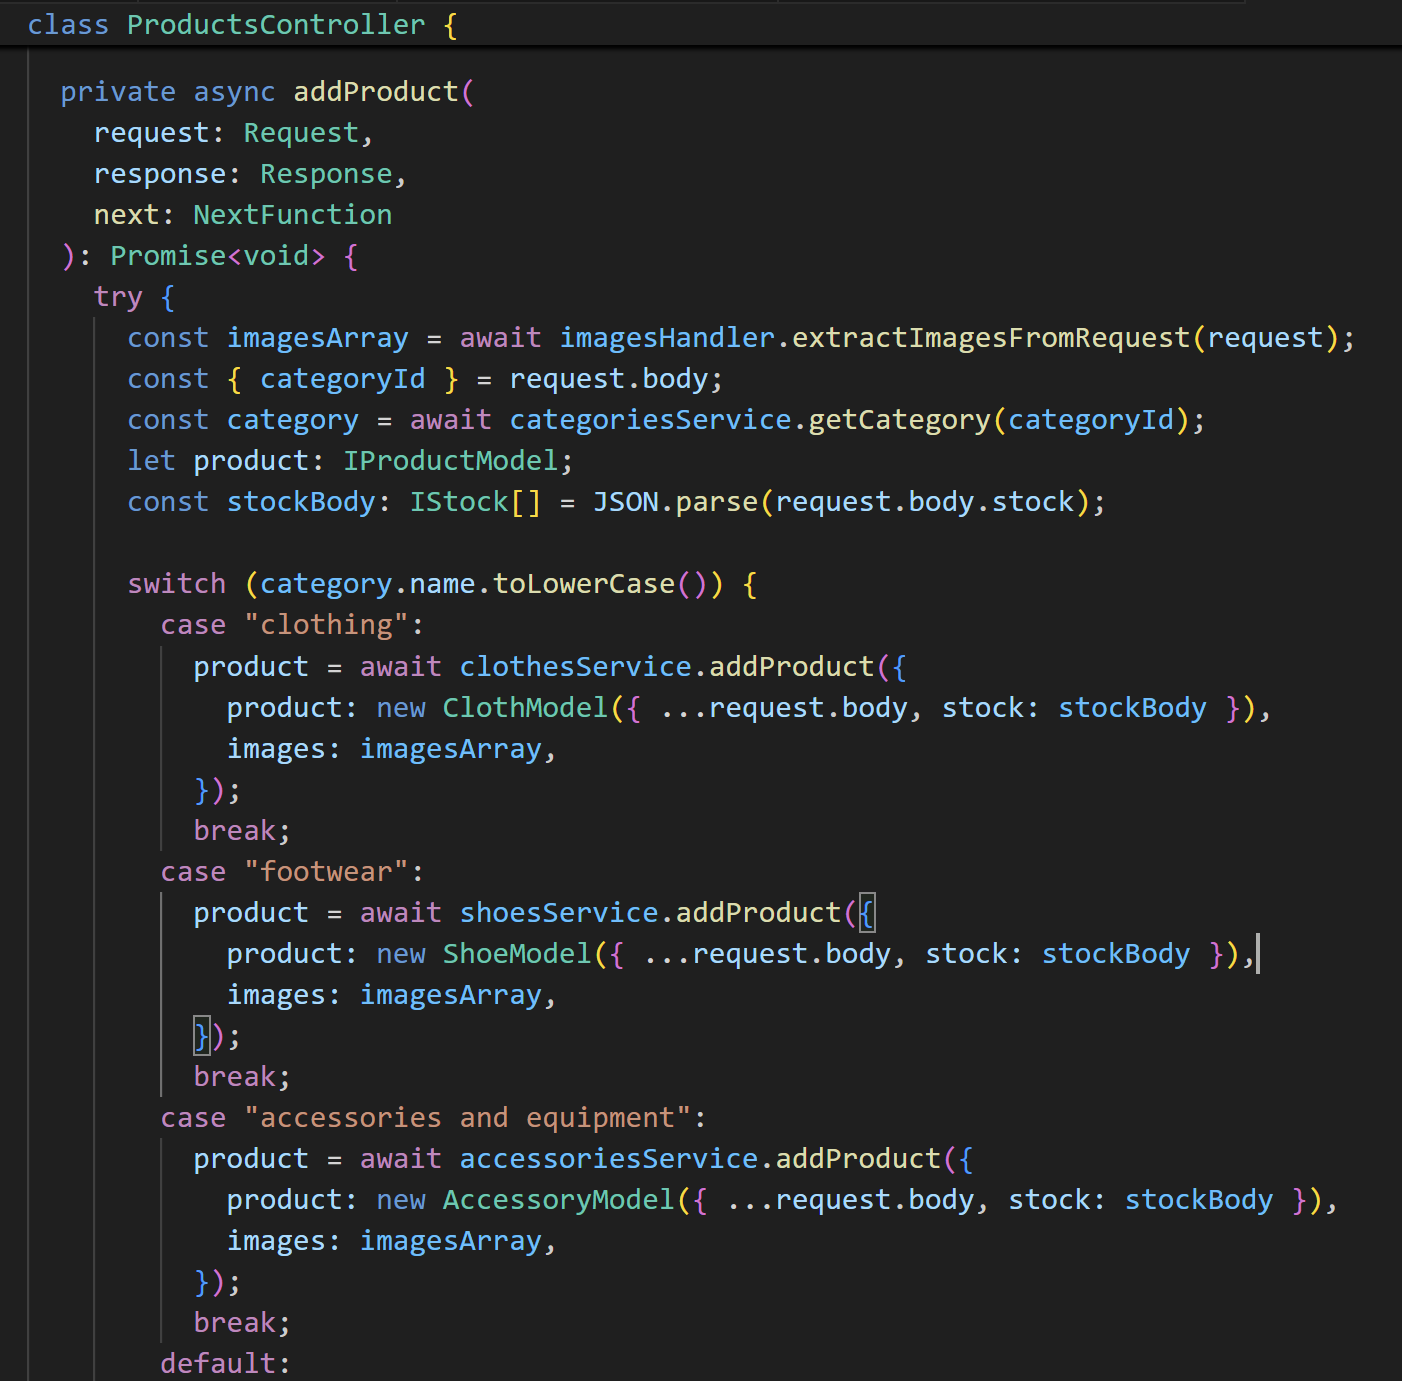 class ProductsController {
  private async addProduct(
    request: Request,
    response: Response,
    next: NextFunction
  ): Promise<void> {
    try {
      const imagesArray = await imagesHandler.extractImagesFromRequest(request);
      const { categoryId } = request.body;
      const category = await categoriesService.getCategory(categoryId);
      let product: IProductModel;
      const stockBody: IStock[] = JSON.parse(request.body.stock);
      switch (category.name.toLowerCase()) {
        case "clothing":
          product = await clothesService.addProduct({
            product: new ClothModel({ ...request.body, stock: stockBody }),
            images: imagesArray,
          });
          break;
        case "footwear":
          product = await shoesService.addProduct({
            product: new ShoeModel({ ...request.body, stock: stockBody }),
            images: imagesArray,
          });
          break;
        case "accessories and equipment":
          product = await accessoriesService.addProduct({
            product: new AccessoryModel({ ...request.body, stock: stockBody }),
            images: imagesArray,
          });
          break;
        default: